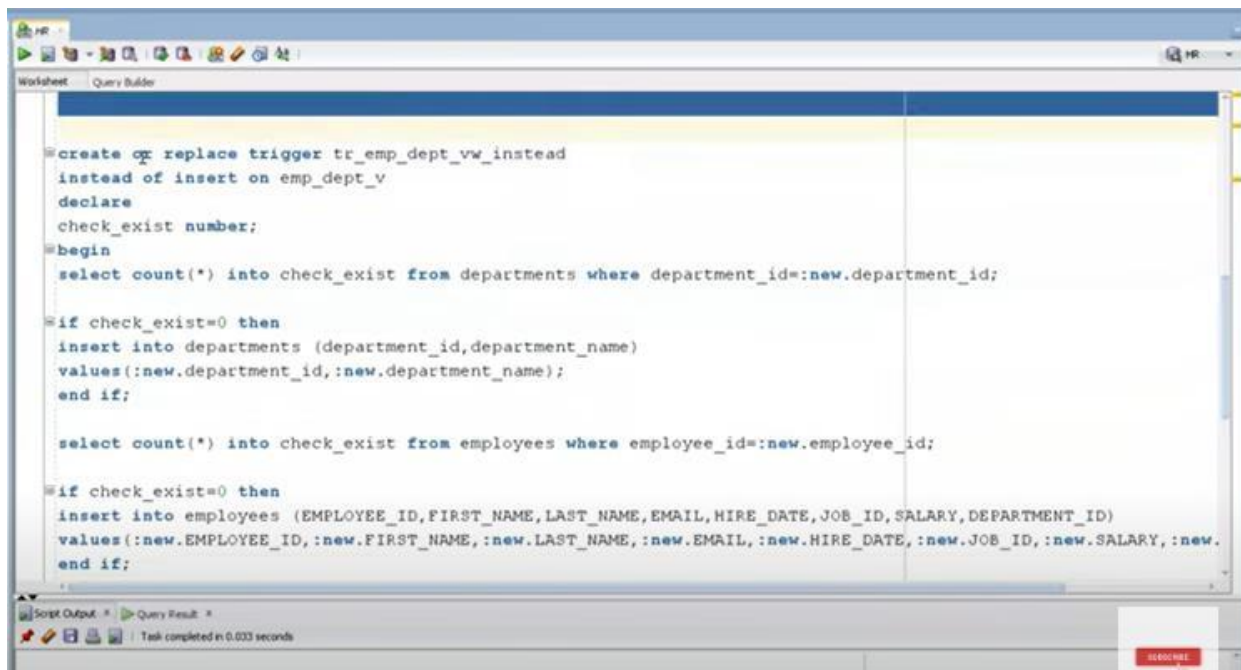 HR
HR
Worksheet Query Builder
create or replace trigger tr_emp_dept_vw_instead
instead of insert on emp_dept_v
declare
check_exist number;
begin
select count(*) into check_exist from departments where department_id=:new.department_id;
if check_exist=0 then
insert into departments (department_id,department_name)
values(:new.department_id,:new.department_name);
end if;
select count(*) into check_exist from employees where employee_id=:new.employee_id;
if check_exist=0 then
insert into employees (EMPLOYEE_ID,FIRST_NAME,LAST_NAME,EMAIL,HIRE_DATE,JOB_ID,SALARY,DEPARTMENT_ID)
values(:new.EMPLOYEE_ID,:new.FIRST_NAME,:new.LAST_NAME,:new.EMAIL,:new.HIRE_DATE,:new.JOB_ID,:new.SALARY,:new.
end if;
Script Output Query Result
Task completed in 0.033 seconds
SUBSCRIBE